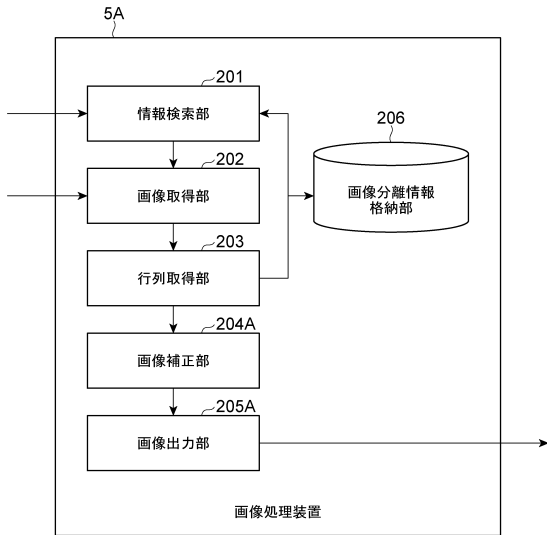 5A
201
情報検索部
206
202
画像取得部
画像分離情報
格納部
203
行列取得部
204A
画像補正部
205A
画像出力部
画像処理装置